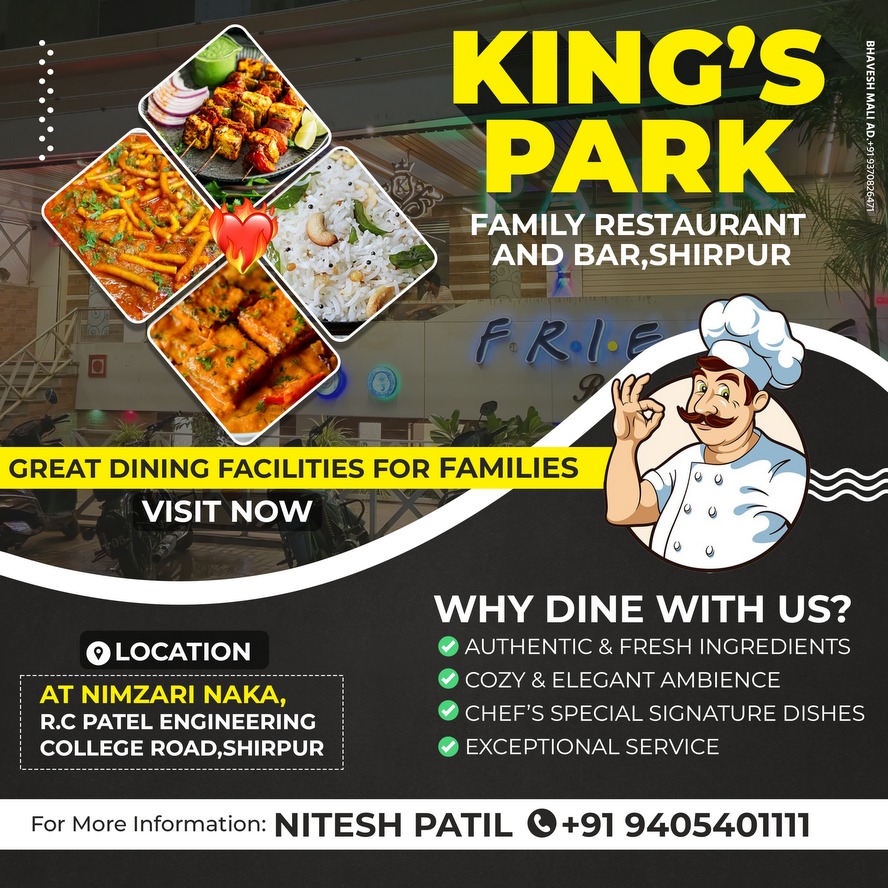 KING'S
PARK
FAMILY RESTAURANT
AND BAR,SHIRPUR
BHAVESH MALI AD.+91 9370826471
GREAT DINING FACILITIES FOR FAMILIES
VISIT NOW
WHY DINE WITH US?
AUTHENTIC & FRESH INGREDIENTS
COZY & ELEGANT AMBIENCE
CHEF'S SPECIAL SIGNATURE DISHES
EXCEPTIONAL SERVICE
LOCATION
AT NIMZARI NAKA,
R.C PATEL ENGINEERING
COLLEGE ROAD,SHIRPUR
For More Information: NITESH PATIL +91 9405401111